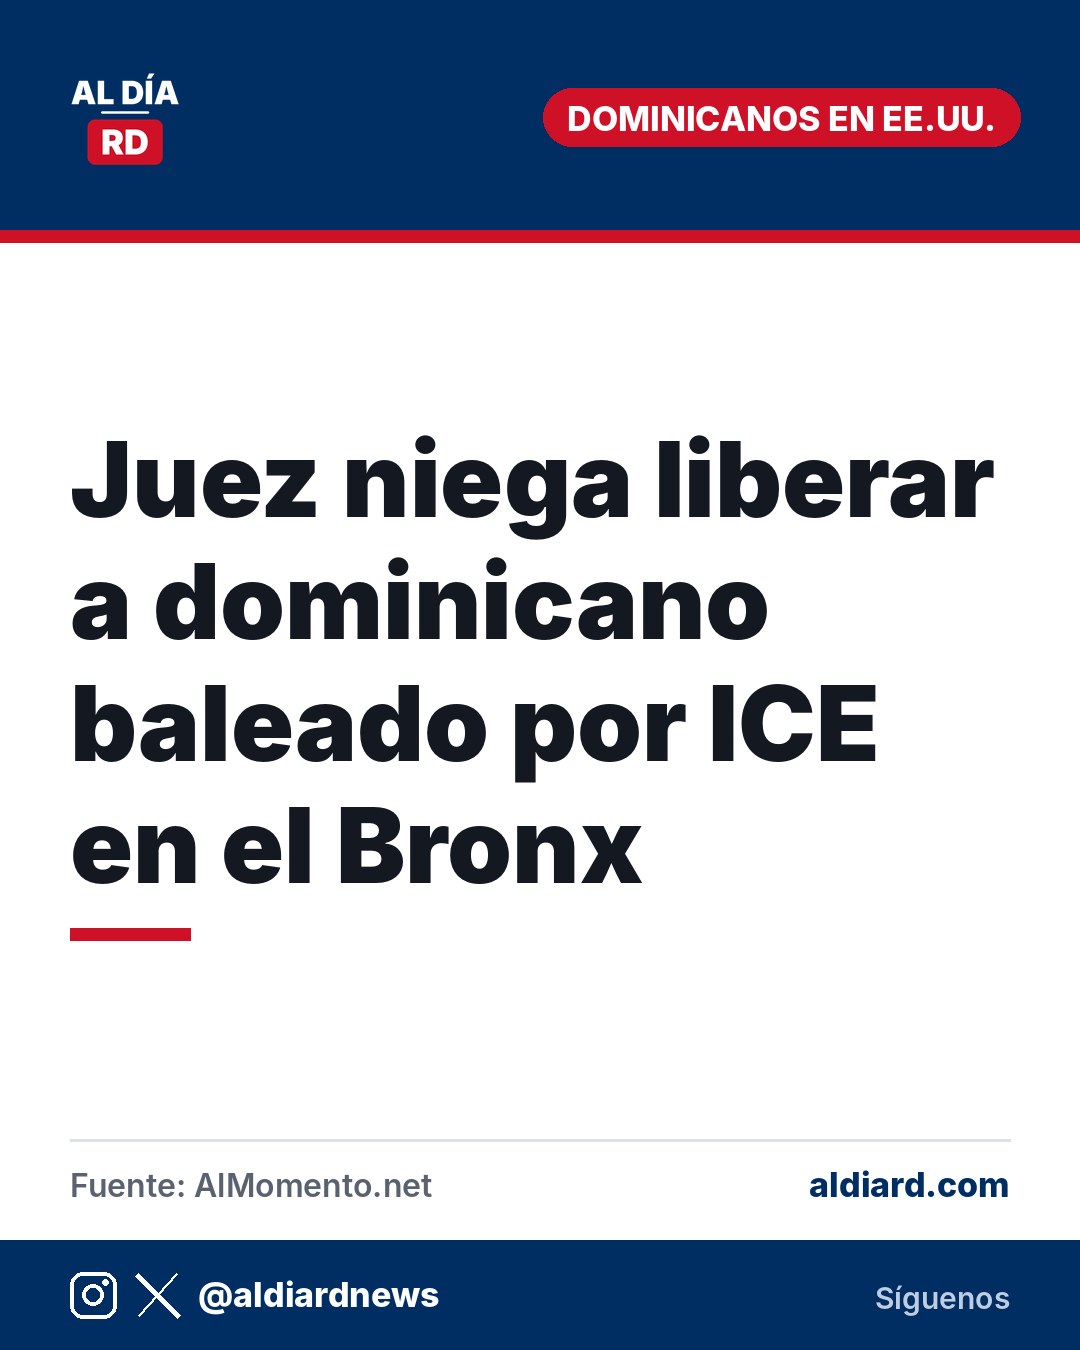 AL DÍA
RD
DOMINICANOS EN EE.UU.
Juez niega liberar
a dominicano
baleado por ICE
en el Bronx
Fuente: AlMomento.net
aldiard.com
@aldiardnews
Síguenos